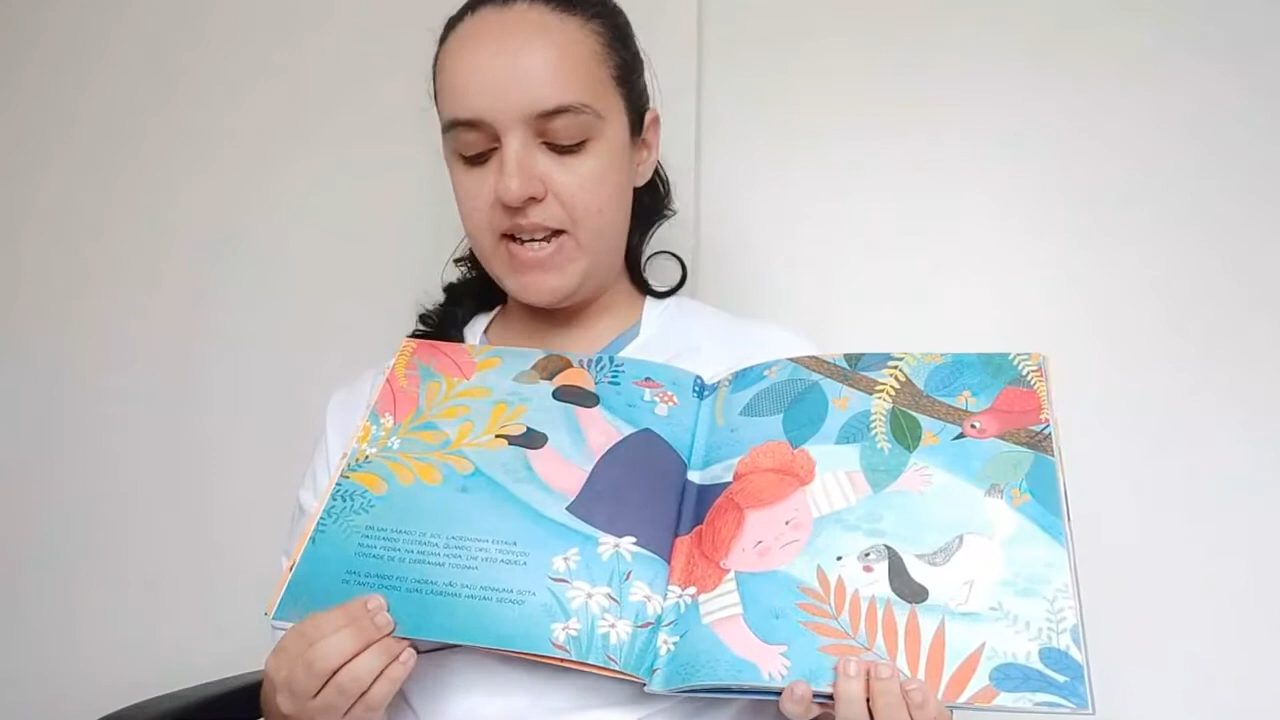 EM UM SÁBADO DE SOL, LAGRIMINHA ESTAVA
PASSEANDO DISTRAÍDA, QUANDO, OPS!, TROPEÇOU
NUMA PEDRA. NA MESMA HORA, LHE VEIO AQUELA
VONTADE DE SE DERRAMAR TODINHA.
MAS, QUANDO FOI CHORAR, NÃO SAIU NENHUMA GOTA.
DE TANTO CHORO, SUAS LÁGRIMAS HAVIAM SECADO!